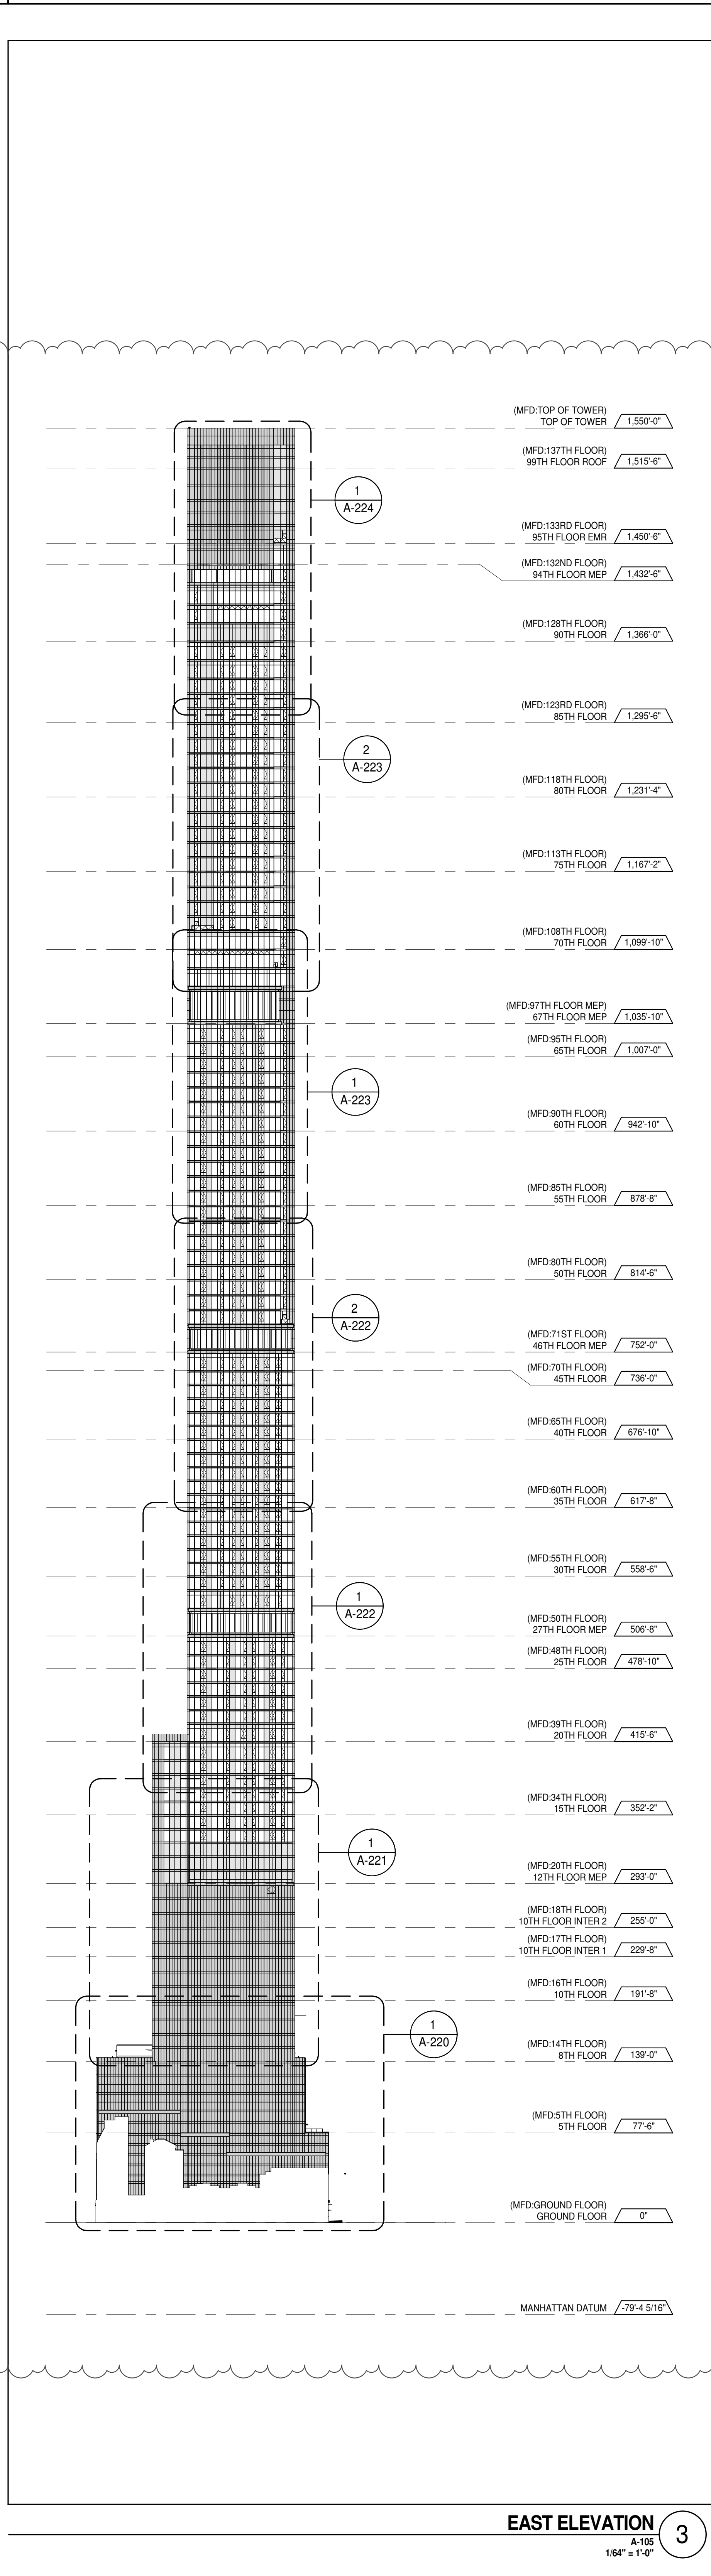 (MFD:TOP OF TOWER)
TOP OF TOWER 1,550'-0"
(MFD:137TH FLOOR)
99TH FLOOR ROOF 1,515'-6"
1
A-224
(MFD:133RD FLOOR)
95TH FLOOR EMR 1,450'-6"
(MFD:132ND FLOOR)
94TH FLOOR MEP 1,432'-6"
(MFD:128TH FLOOR)
90TH FLOOR 1,366'-0"
(MFD:123RD FLOOR)
85TH FLOOR 1,295'-6"
2
A-223
(MFD:118TH FLOOR)
80TH FLOOR 1,231'-4"
(MFD:113TH FLOOR)
75TH FLOOR 1,167'-2"
(MFD:108TH FLOOR)
70TH FLOOR 1,099'-10"
(MFD:97TH FLOOR MEP)
67TH FLOOR MEP 1,035'-10"
(MFD:95TH FLOOR)
65TH FLOOR 1,007'-0"
1
A-223
(MFD:90TH FLOOR)
60TH FLOOR 942'-10"
(MFD:85TH FLOOR)
55TH FLOOR 878'-8"
(MFD:80TH FLOOR)
50TH FLOOR 814'-6"
2
A-222
(MFD:71ST FLOOR)
46TH FLOOR MEP 752'-0"
(MFD:70TH FLOOR)
45TH FLOOR 736'-0"
(MFD:65TH FLOOR)
40TH FLOOR 676'-10"
(MFD:60TH FLOOR)
35TH FLOOR 617'-8"
(MFD:55TH FLOOR)
30TH FLOOR 558'-6"
1
A-222
(MFD:50TH FLOOR)
27TH FLOOR MEP 506'-8"
(MFD:48TH FLOOR)
25TH FLOOR 478'-10"
(MFD:39TH FLOOR)
20TH FLOOR 415'-6"
(MFD:34TH FLOOR)
15TH FLOOR 352'-2"
1
A-221
(MFD:20TH FLOOR)
12TH FLOOR MEP 293'-0"
(MFD:18TH FLOOR)
10TH FLOOR INTER 2 255'-0"
(MFD:17TH FLOOR)
10TH FLOOR INTER 1 229'-8"
(MFD:16TH FLOOR)
10TH FLOOR 191'-8"
1
A-220
(MFD:14TH FLOOR)
8TH FLOOR 139'-0"
(MFD:5TH FLOOR)
5TH FLOOR 77'-6"
(MFD:GROUND FLOOR)
GROUND FLOOR 0"
MANHATTAN DATUM -79'-4 5/16"
EAST ELEVATION
A-105
1/64" = 1'-0"
3